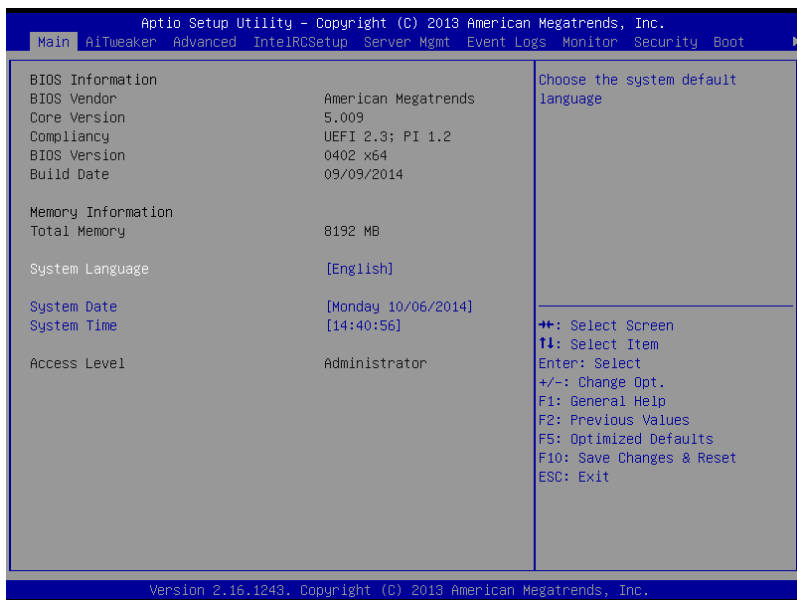 Aptio Setup Utility – Copyright (C) 2013 American Megatrends, Inc.
Main AiTweaker Advanced IntelRCSetup Server Mgmt Event Logs Monitor Security Boot
BIOS Information
BIOS Vendor American Megatrends
Core Version 5.009
Compliancy UEFI 2.3; PI 1.2
BIOS Version 0402 x64
Build Date 09/09/2014
Memory Information
Total Memory 8192 MB
System Language [English]
System Date [Monday 10/06/2014]
System Time [14:40:56]
Access Level Administrator
Choose the system default
language
→←: Select Screen
↑↓: Select Item
Enter: Select
+/-: Change Opt.
F1: General Help
F2: Previous Values
F5: Optimized Defaults
F10: Save Changes & Reset
ESC: Exit
Version 2.16.1243. Copyright (C) 2013 American Megatrends, Inc.